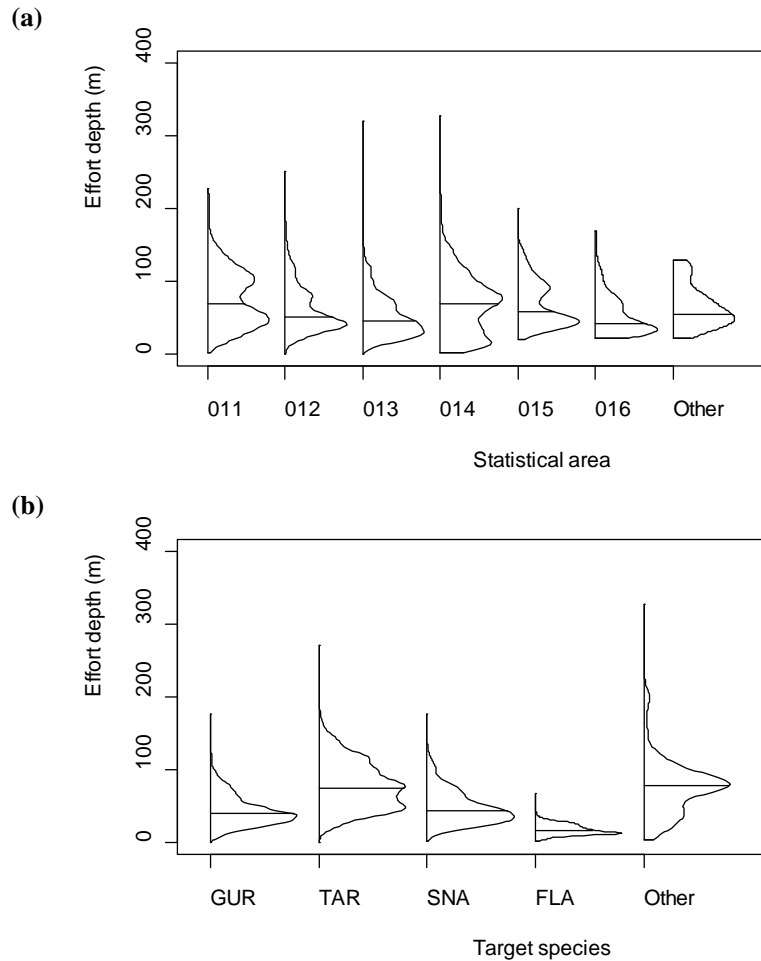 (a)
400
300
200
100
0
Effort depth (m)
011 012 013 014 015 016 Other
Statistical area
(b)
400
300
200
100
0
Effort depth (m)
GUR TAR SNA FLA Other
Target species